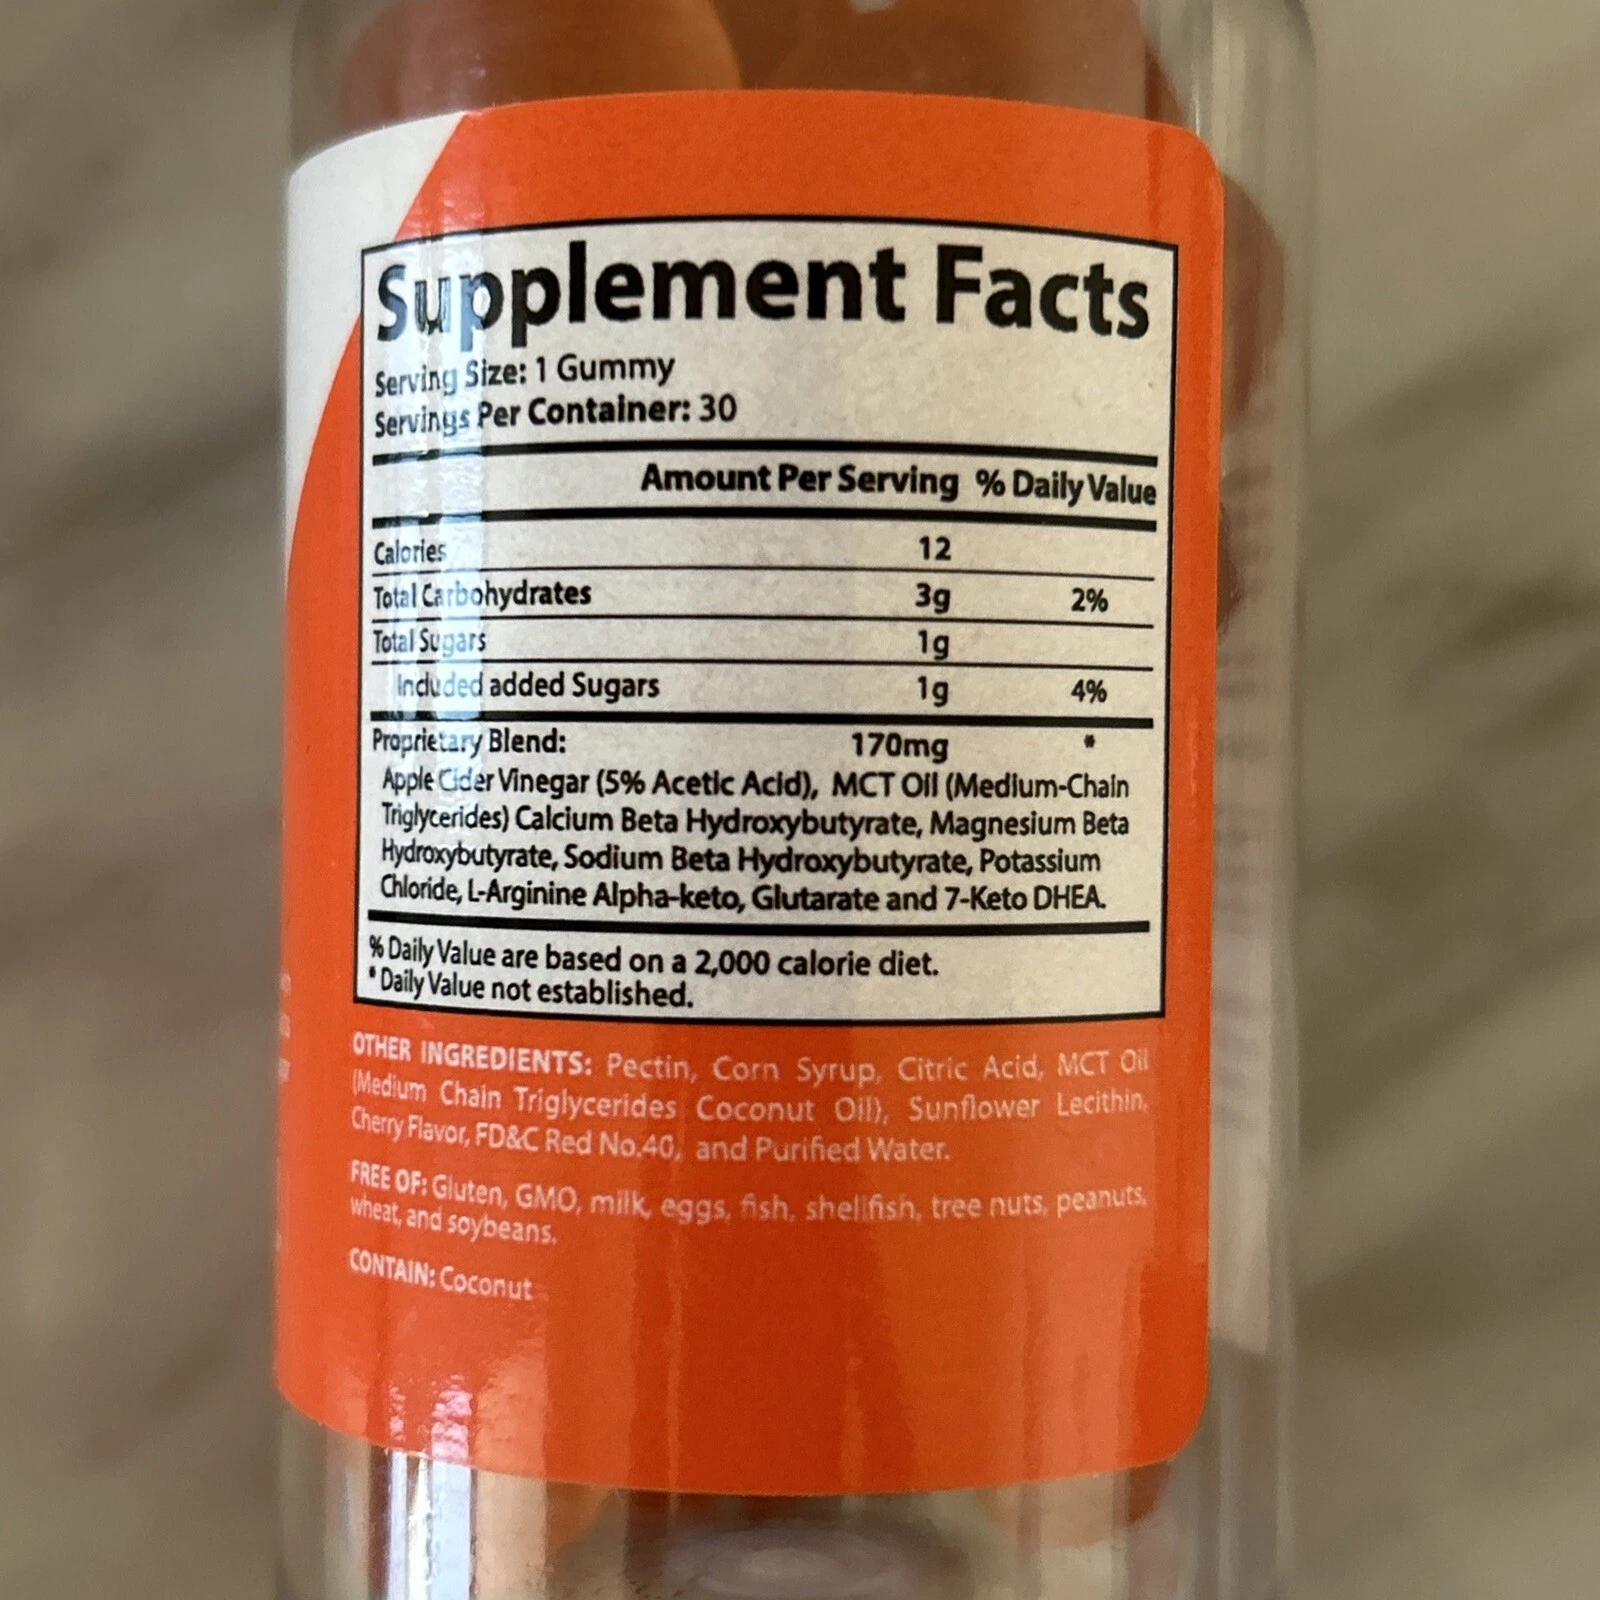 Supplement Facts
Serving Size: 1 Gummy
Servings Per Container: 30
Amount Per Serving % Daily Value
Calories 12
Total Carbohydrates 3g 2%
Total Sugars 1g
Included added Sugars 1g 4%
Proprietary Blend: 170mg *
Apple Cider Vinegar (5% Acetic Acid), MCT Oil (Medium-Chain
Triglycerides) Calcium Beta Hydroxybutyrate, Magnesium Beta
Hydroxybutyrate, Sodium Beta Hydroxybutyrate, Potassium
Chloride, L-Arginine Alpha-keto, Glutarate and 7-Keto DHEA.
% Daily Value are based on a 2,000 calorie diet.
* Daily Value not established.
OTHER INGREDIENTS: Pectin, Corn Syrup, Citric Acid, MCT Oil
(Medium Chain Triglycerides Coconut Oil), Sunflower Lecithin,
Cherry Flavor, FD&C Red No.40, and Purified Water.
FREE OF: Gluten, GMO, milk, eggs, fish, shellfish, tree nuts, peanuts,
wheat, and soybeans.
CONTAIN: Coconut